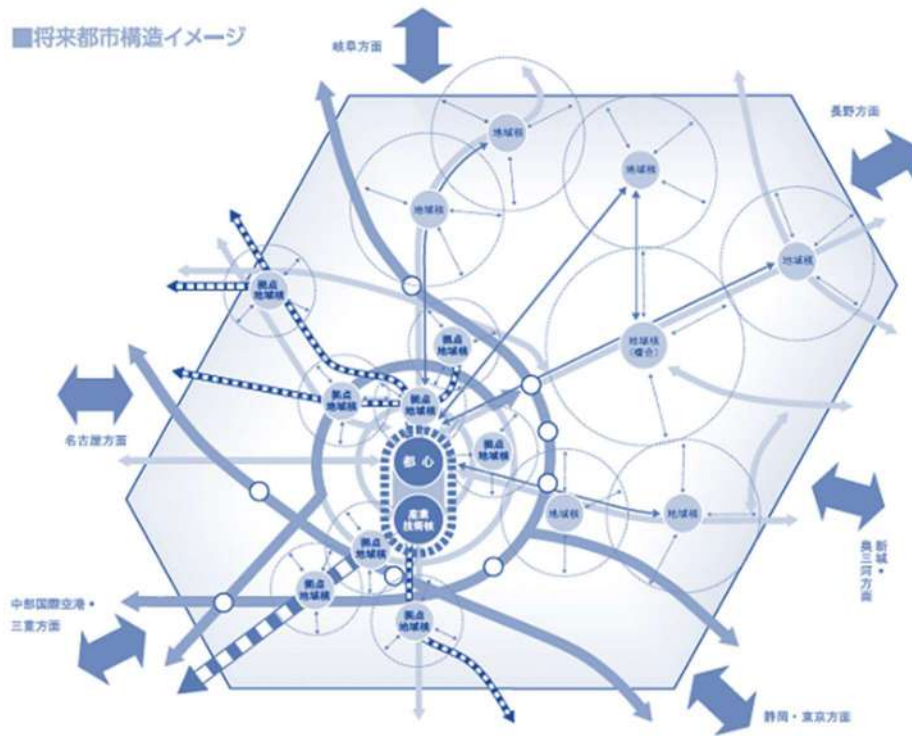 ■将来都市構造イメージ
岐阜方面
長野方面
地域核
地域核
地域核
地域核
拠点
地域核
拠点
地域核
地域核
(複合)
拠点
地域核
拠点
地域核
名古屋方面
拠点
地域核
都心
産業
技術核
地域核
地域核
新城・
奥三河方面
拠点
地域核
拠点
地域核
拠点
地域核
中部国際空港・
三重方面
静岡・東京方面